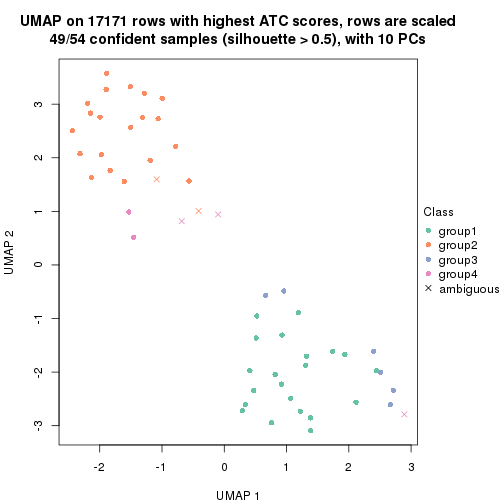 UMAP on 17171 rows with highest ATC scores, rows are scaled
49/54 confident samples (silhouette > 0.5), with 10 PCs
3
2
1
0
-1
-2
-3
UMAP 2
-2
-1
0
1
2
3
UMAP 1
Class
group1
group2
group3
group4
ambiguous